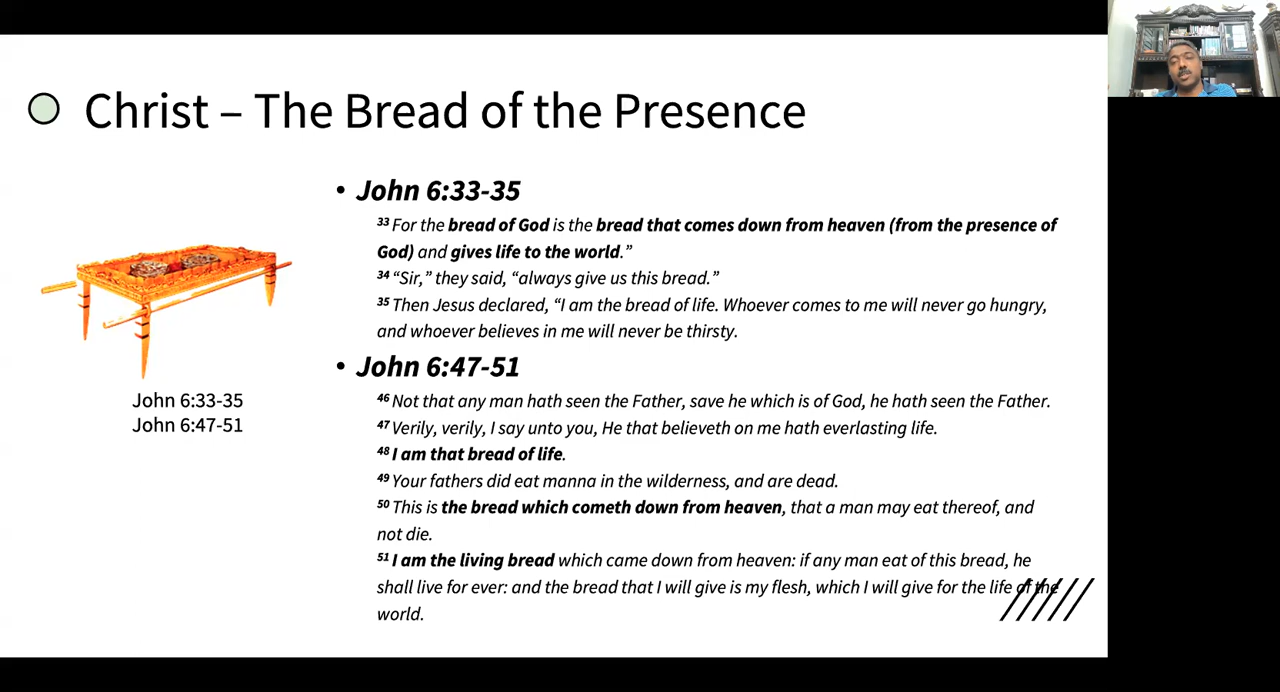 Christ – The Bread of the Presence
John 6:33-35
John 6:47-51
• John 6:33-35
33 For the bread of God is the bread that comes down from heaven (from the presence of
God) and gives life to the world.”
34 “Sir,” they said, “always give us this bread.”
35 Then Jesus declared, “I am the bread of life. Whoever comes to me will never go hungry,
and whoever believes in me will never be thirsty.
• John 6:47-51
46 Not that any man hath seen the Father, save he which is of God, he hath seen the Father.
47 Verily, verily, I say unto you, He that believeth on me hath everlasting life.
48 I am that bread of life.
49 Your fathers did eat manna in the wilderness, and are dead.
50 This is the bread which cometh down from heaven, that a man may eat thereof, and
not die.
51 I am the living bread which came down from heaven: if any man eat of this bread, he
shall live for ever: and the bread that I will give is my flesh, which I will give for the life of the
world.